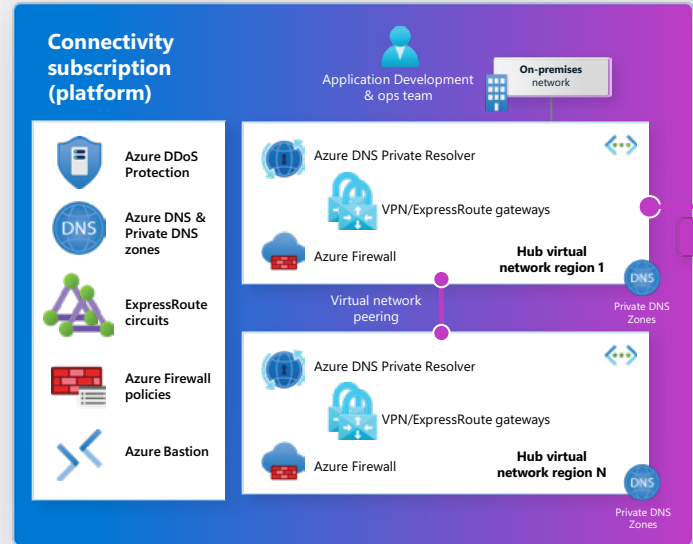 Connectivity
subscription
(platform)
Application Development
& ops team
On-premises
network
Azure DDoS
Protection
DNS
Azure DNS &
Private DNS
zones
ExpressRoute
circuits
Azure Firewall
policies
Azure Bastion
Azure DNS Private Resolver
VPN/ExpressRoute gateways
Azure Firewall
Hub virtual
network region 1
DNS
Private DNS
Zones
Virtual network
peering
Azure DNS Private Resolver
VPN/ExpressRoute gateways
Azure Firewall
Hub virtual
network region N
DNS
Private DNS
Zones